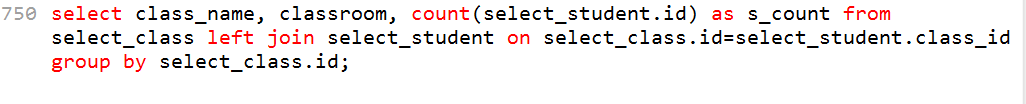 750 select class_name, classroom, count(select_student.id) as s_count from
select_class left join select_student on select_class.id=select_student.class_id
group by select_class.id;